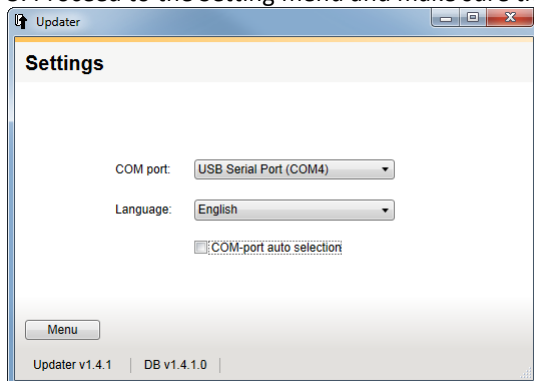 Updater
Settings
COM port: USB Serial Port (COM4)
Language: English
COM-port auto selection
Menu
Updater v1.4.1 DB v1.4.1.0